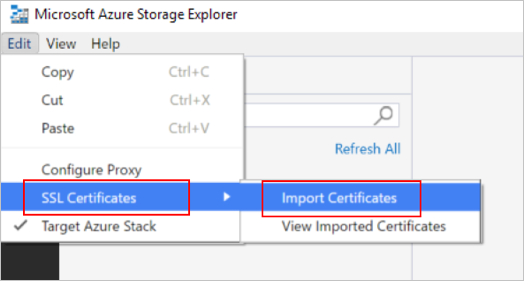 Microsoft Azure Storage Explorer
Edit View Help
Copy Ctrl+C
Cut Ctrl+X
Paste Ctrl+V
Refresh All
Configure Proxy
SSL Certificates Import Certificates
Target Azure Stack View Imported Certificates